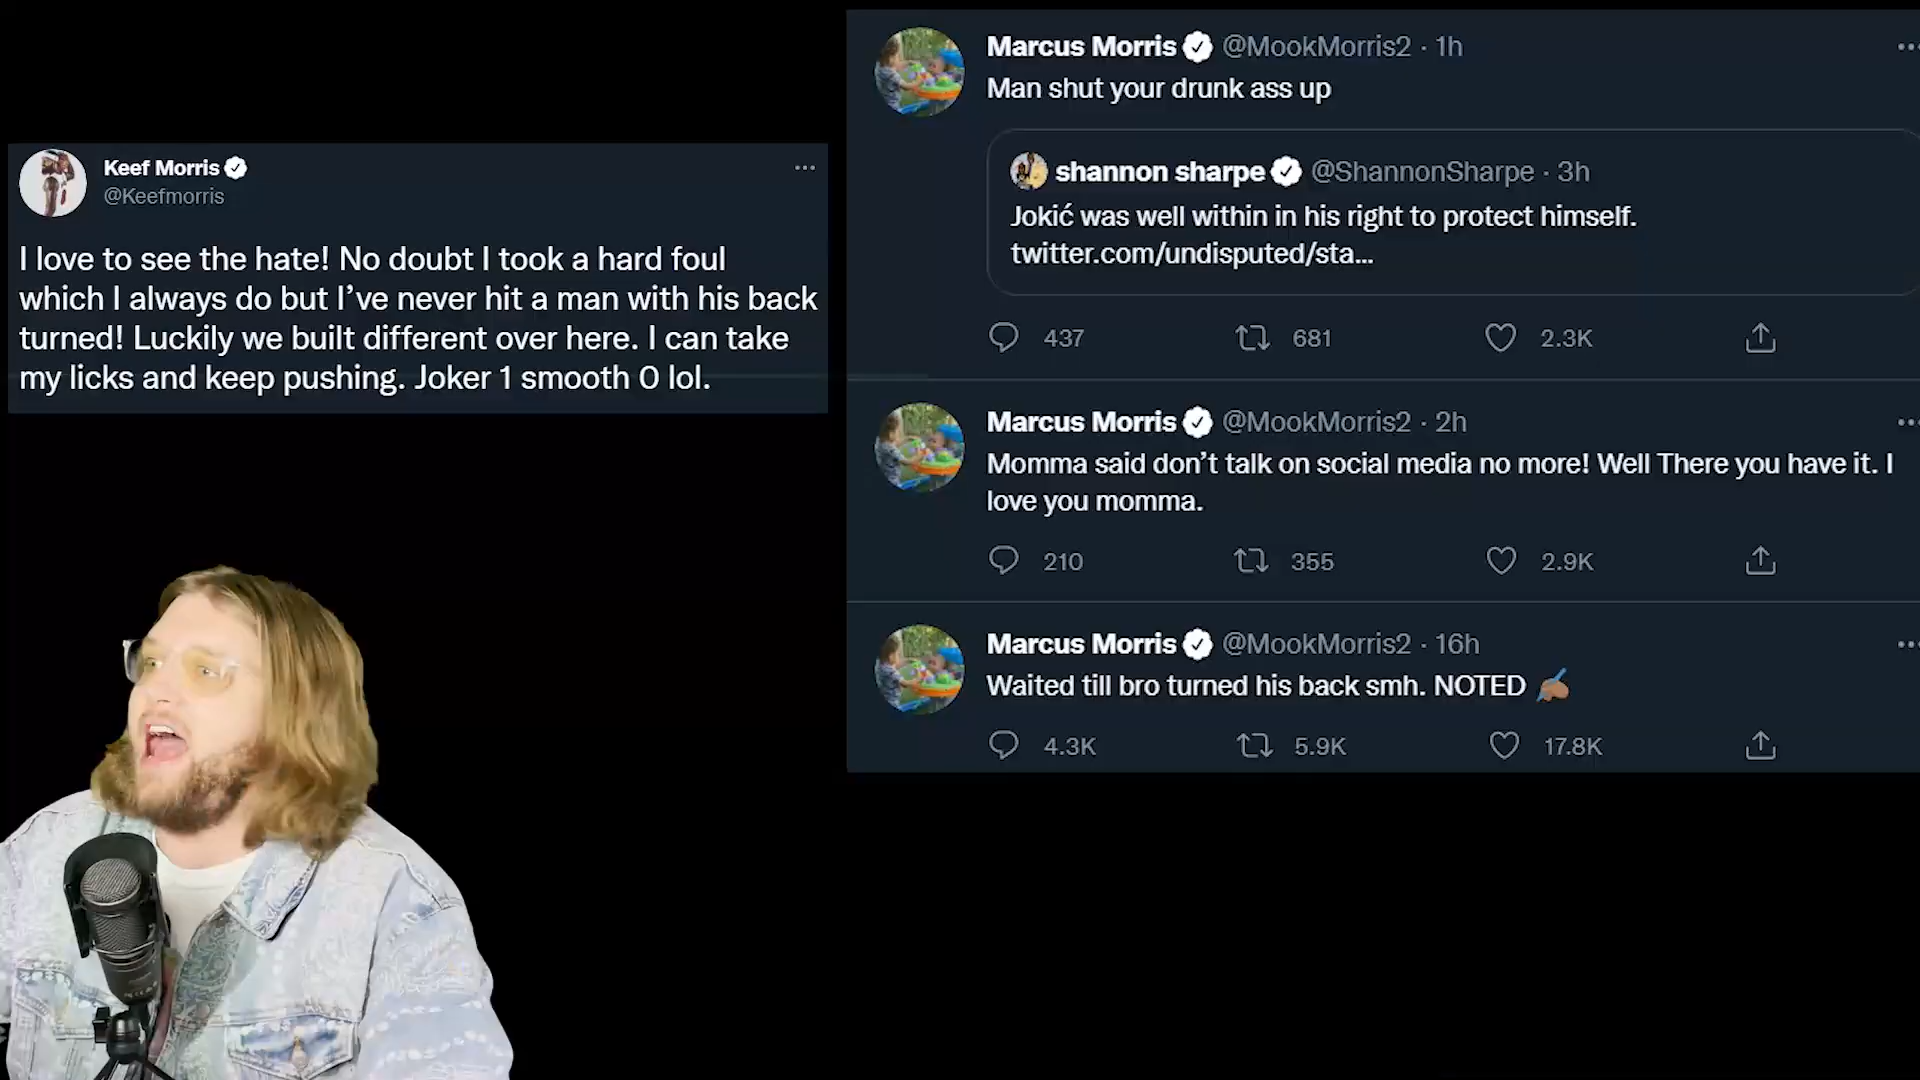 Keef Morris
@Keefmorris
I love to see the hate! No doubt I took a hard foul
which I always do but I’ve never hit a man with his back
turned! Luckily we built different over here. I can take
my licks and keep pushing. Joker 1 smooth 0 lol.
Marcus Morris @MookMorris2 · 1h
Man shut your drunk ass up
shannon sharpe @ShannonSharpe · 3h
Jokić was well within in his right to protect himself.
twitter.com/undisputed/sta...
437 681 2.3K
Marcus Morris @MookMorris2 · 2h
Momma said don’t talk on social media no more! Well There you have it. I
love you momma.
210 355 2.9K
Marcus Morris @MookMorris2 · 16h
Waited till bro turned his back smh. NOTED ✍🏾
4.3K 5.9K 17.8K